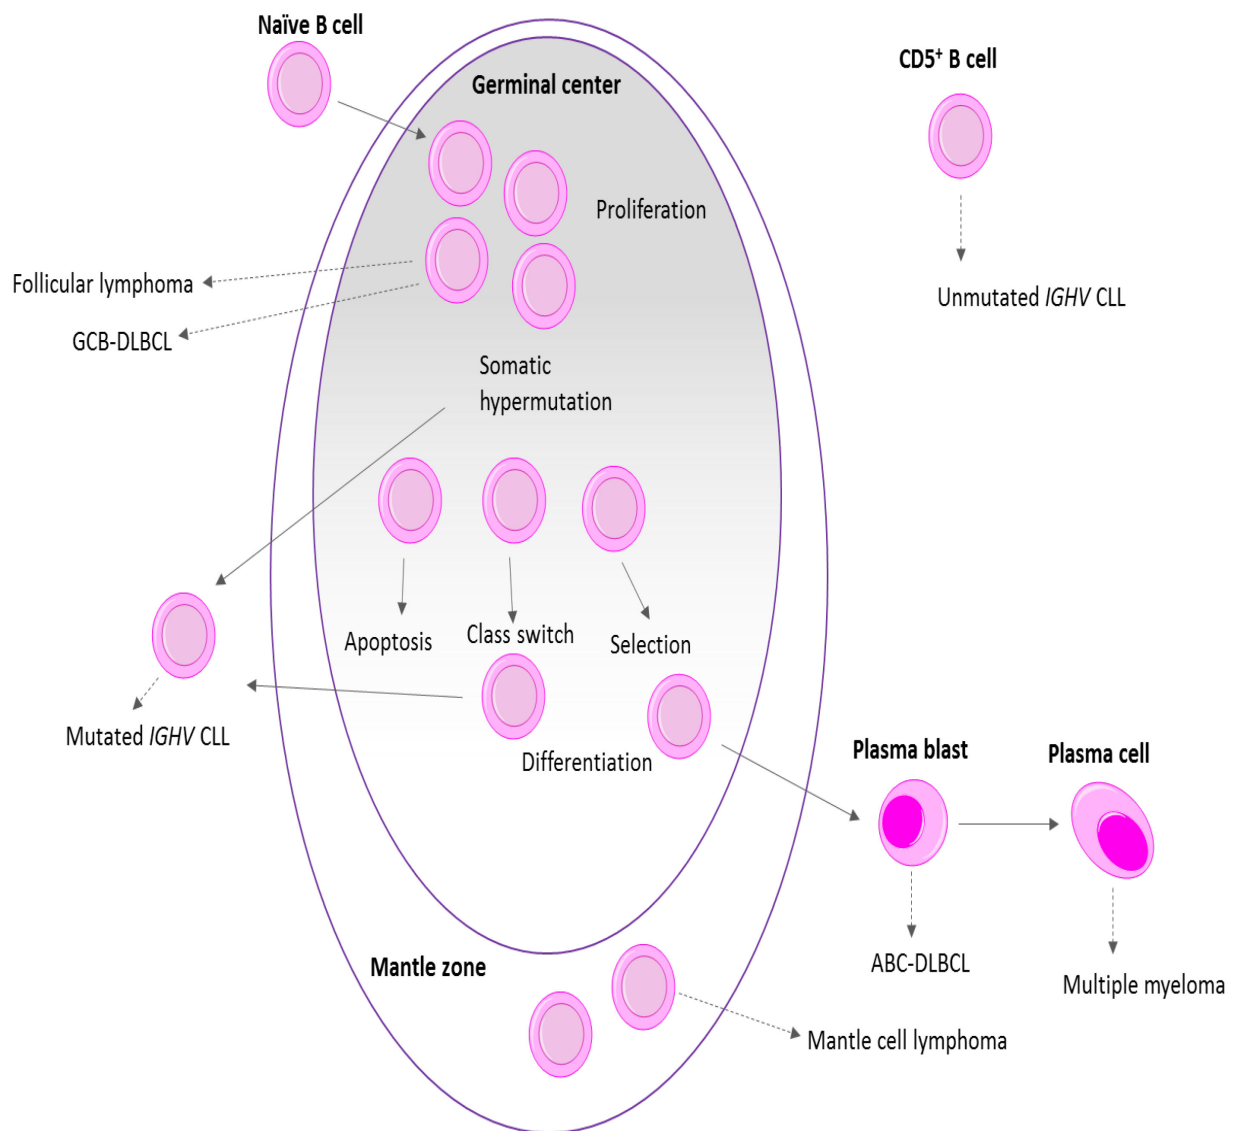 Naïve B cell
Germinal center
CD5⁺ B cell
Proliferation
Follicular lymphoma
GCB-DLBCL
Unmutated IGHV CLL
Somatic
hypermutation
Apoptosis
Class switch
Selection
Mutated IGHV CLL
Differentiation
Plasma blast
Plasma cell
Mantle zone
ABC-DLBCL
Multiple myeloma
Mantle cell lymphoma